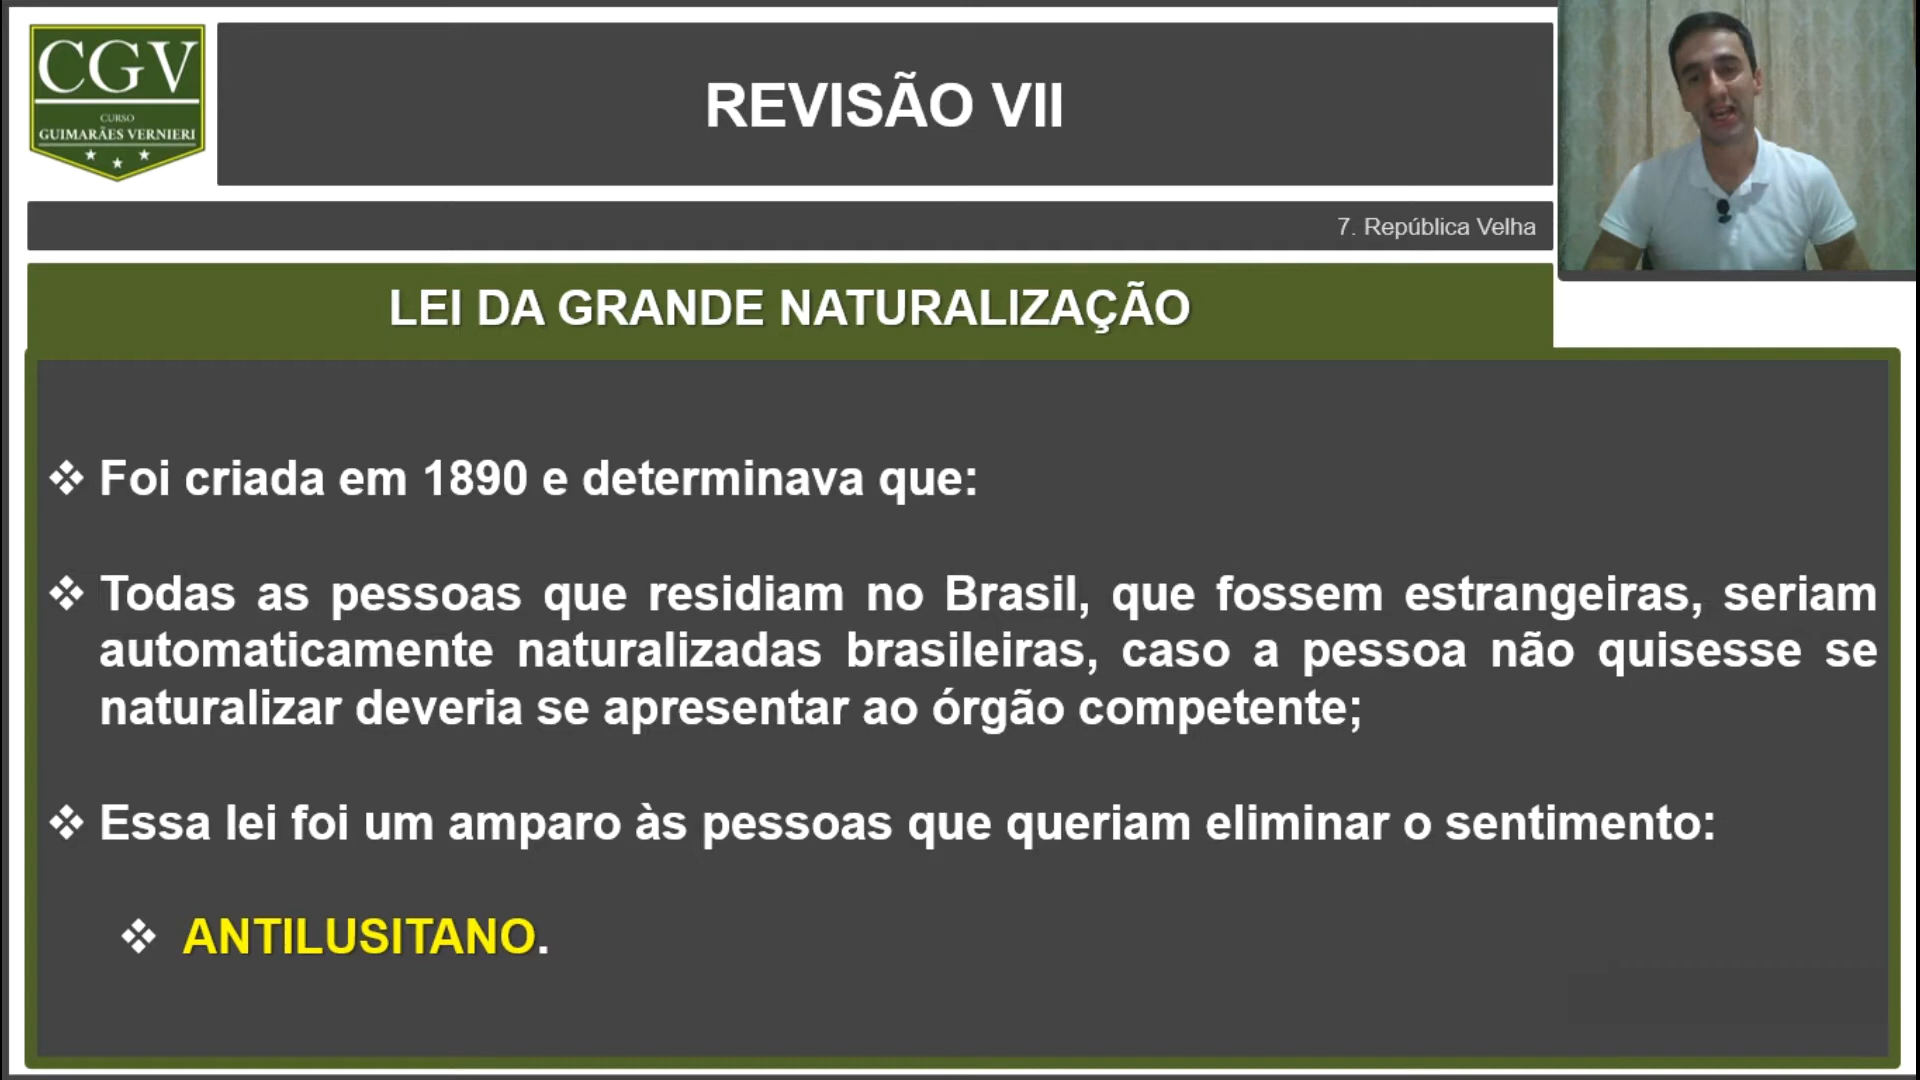 CGV
CURSO
GUIMARÃES VERNIERI
REVISÃO VII
7. República Velha
LEI DA GRANDE NATURALIZAÇÃO
❖ Foi criada em 1890 e determinava que:
❖ Todas as pessoas que residiam no Brasil, que fossem estrangeiras, seriam
automaticamente naturalizadas brasileiras, caso a pessoa não quisesse se
naturalizar deveria se apresentar ao órgão competente;
❖ Essa lei foi um amparo às pessoas que queriam eliminar o sentimento:
❖ ANTILUSITANO.